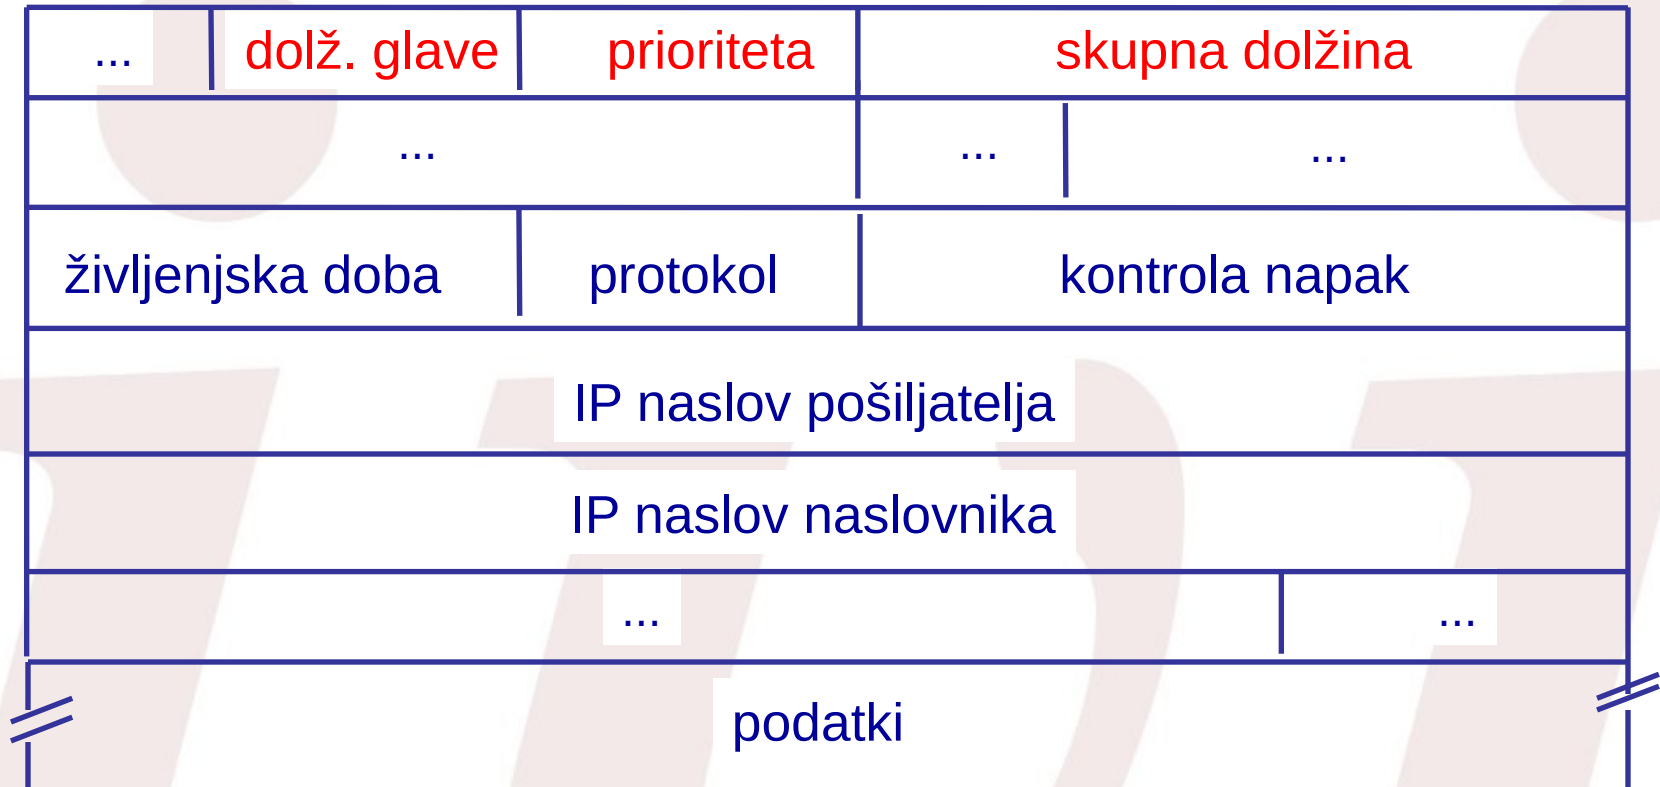 ... dolž. glave prioriteta skupna dolžina
... ... ...
življenjska doba protokol kontrola napak
IP naslov pošiljatelja
IP naslov naslovnika
... ...
podatki